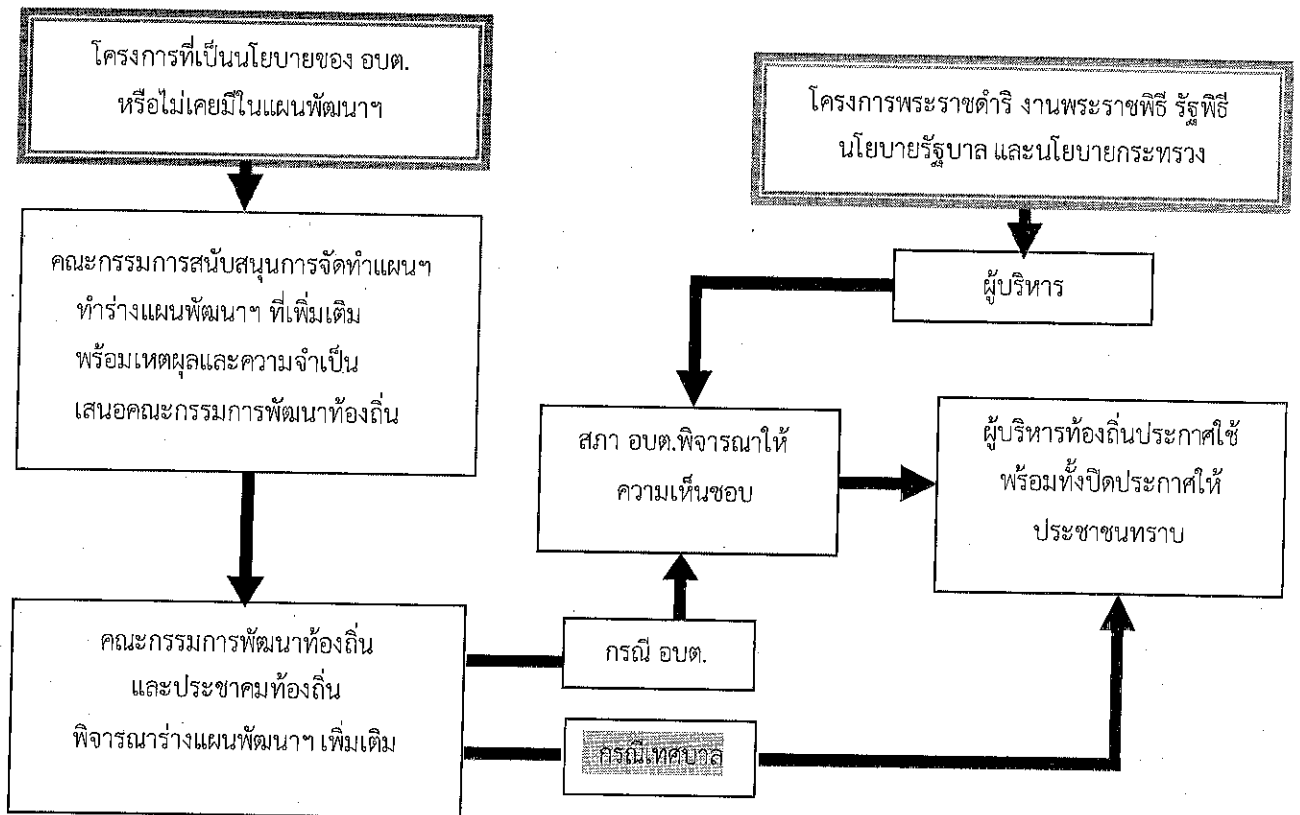 โครงการที่เป็นนโยบายของ อบต.
หรือไม่เคยมีในแผนพัฒนาฯ
โครงการพระราชดำริ งานพระราชพิธี รัฐพิธี
นโยบายรัฐบาล และนโยบายกระทรวง
คณะกรรมการสนับสนุนการจัดทำแผนฯ
ทำร่างแผนพัฒนาฯ ที่เพิ่มเติม
พร้อมเหตุผลและความจำเป็น
เสนอคณะกรรมการพัฒนาท้องถิ่น
ผู้บริหาร
สภา อบต.พิจารณาให้
ความเห็นชอบ
ผู้บริหารท้องถิ่นประกาศใช้
พร้อมทั้งปิดประกาศให้
ประชาชนทราบ
คณะกรรมการพัฒนาท้องถิ่น
และประชาคมท้องถิ่น
พิจารณาร่างแผนพัฒนาฯ เพิ่มเติม
กรณี อบต.
กรณีเทศบาล